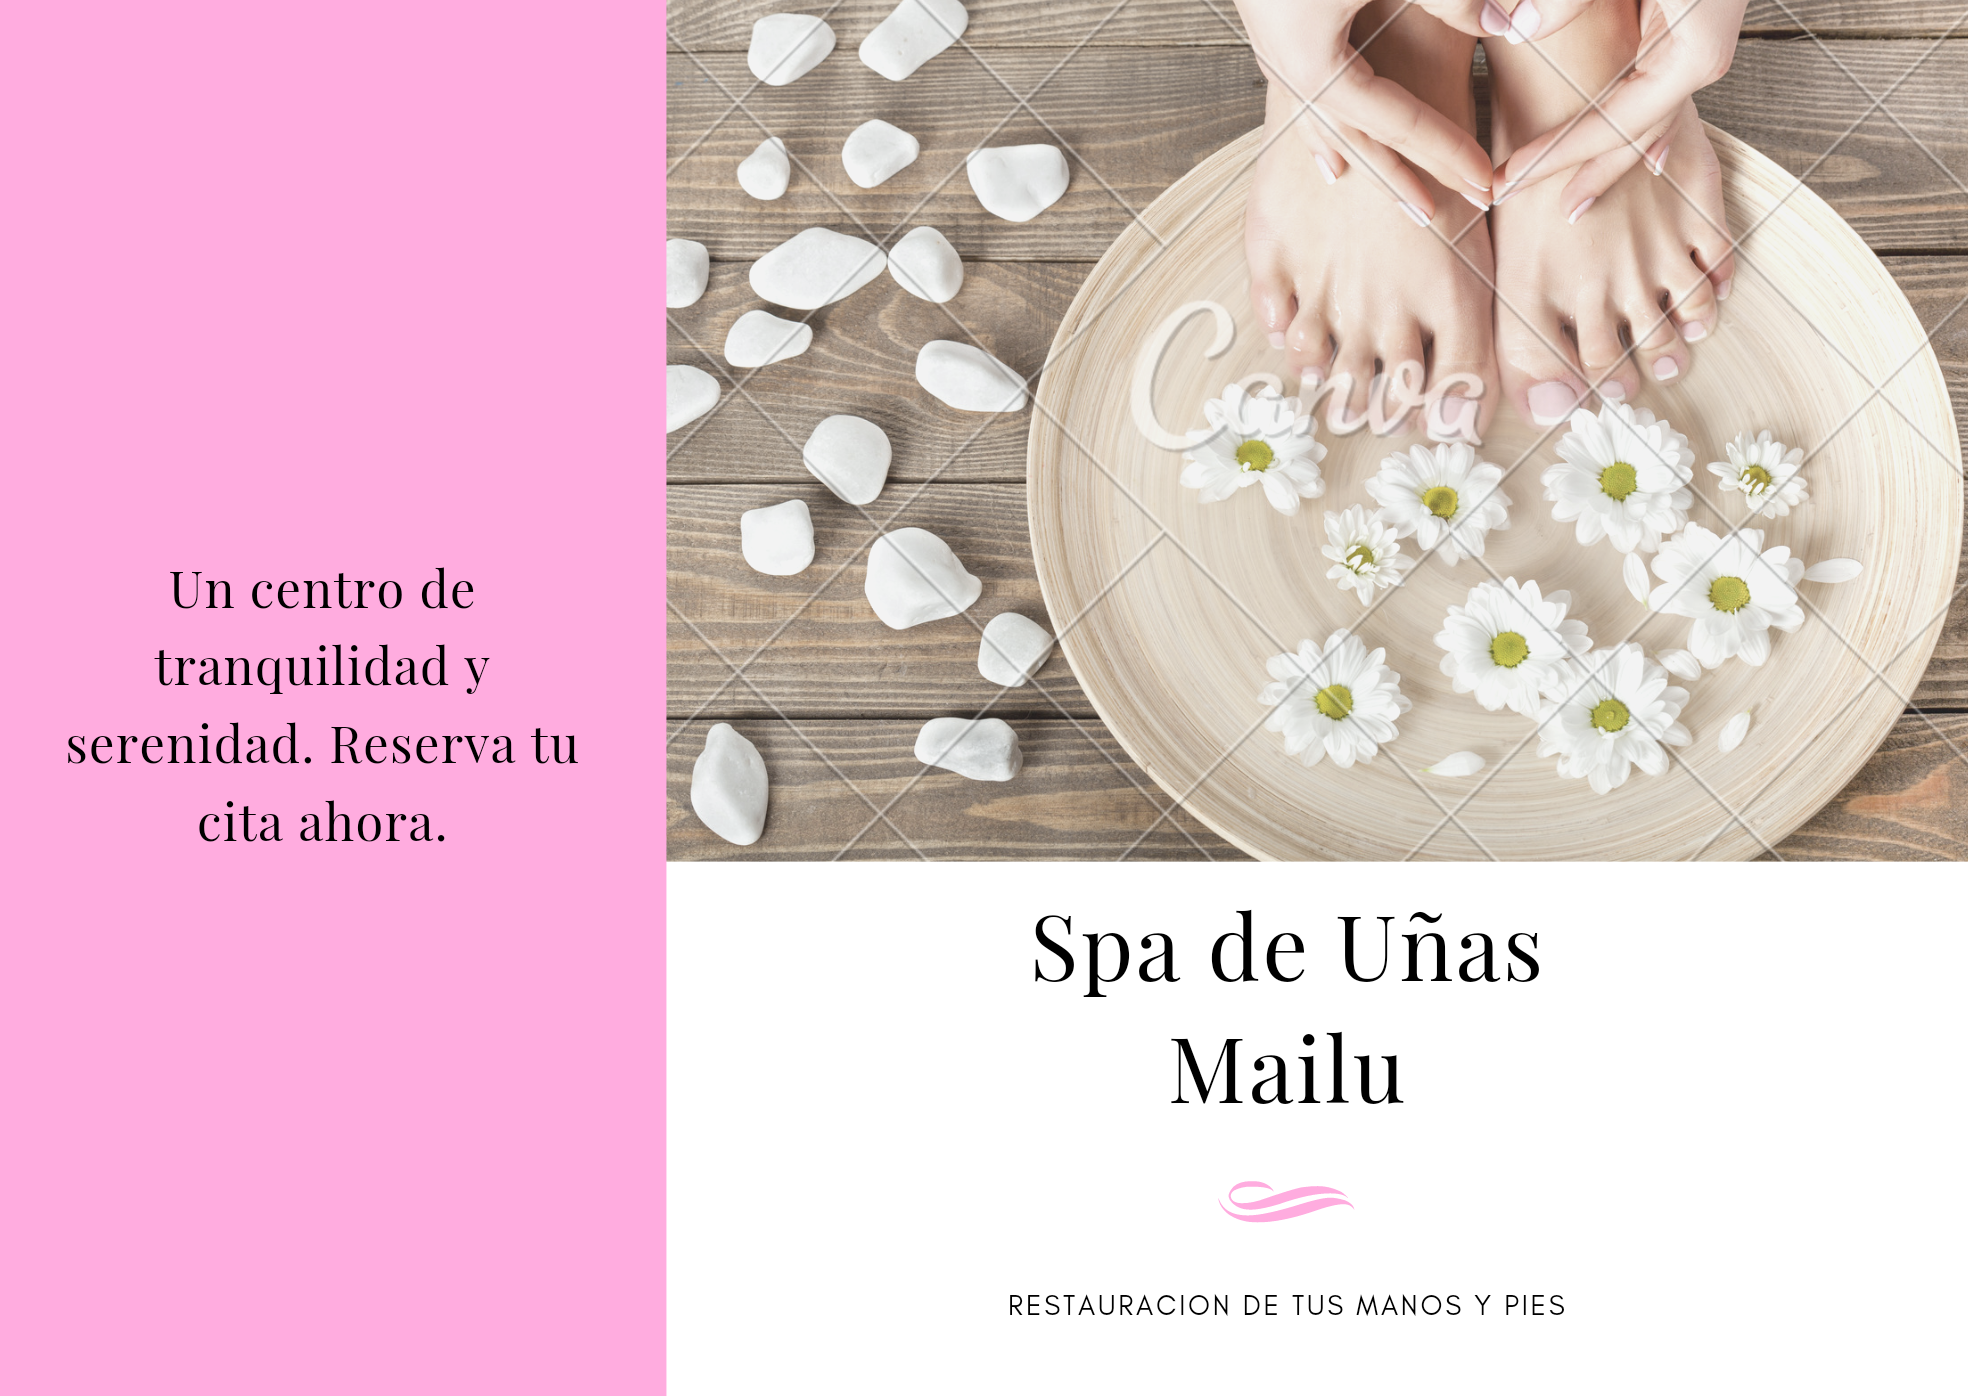 Un centro de
tranquilidad y
serenidad. Reserva tu
cita ahora.
Canva
Spa de Uñas
Mailu
RESTAURACION DE TUS MANOS Y PIES